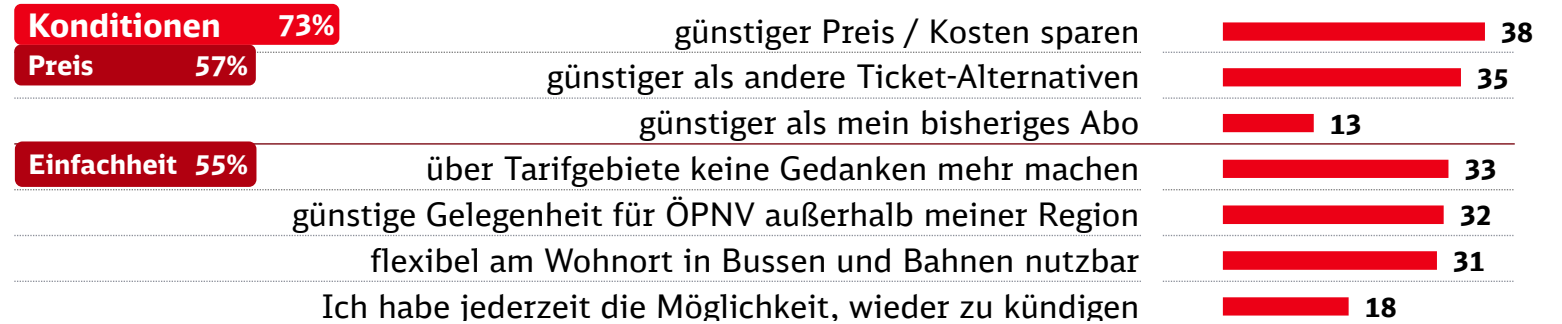 Konditionen 73% günstiger Preis / Kosten sparen 38
Preis 57% günstiger als andere Ticket-Alternativen 35
günstiger als mein bisheriges Abo 13
Einfachheit 55% über Tarifgebiete keine Gedanken mehr machen 33
günstige Gelegenheit für ÖPNV außerhalb meiner Region 32
flexibel am Wohnort in Bussen und Bahnen nutzbar 31
Ich habe jederzeit die Möglichkeit, wieder zu kündigen 18